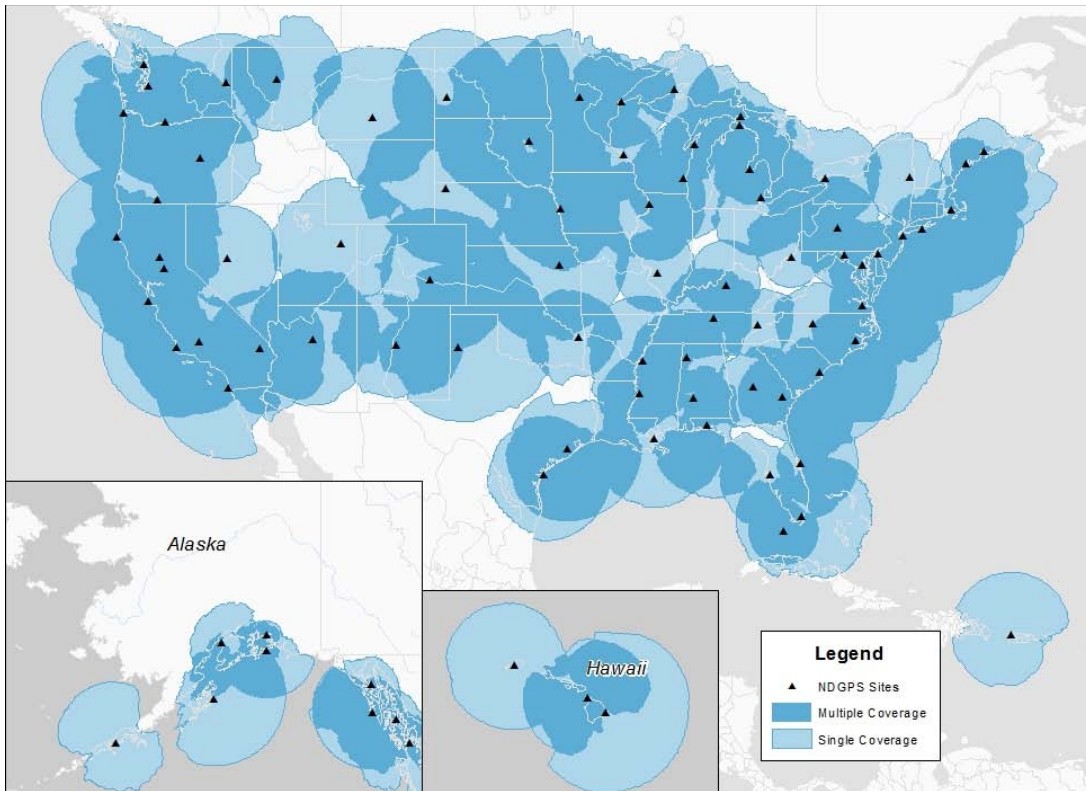 Alaska
Hawaii
Legend
NDGPS Sites
Multiple Coverage
Single Coverage